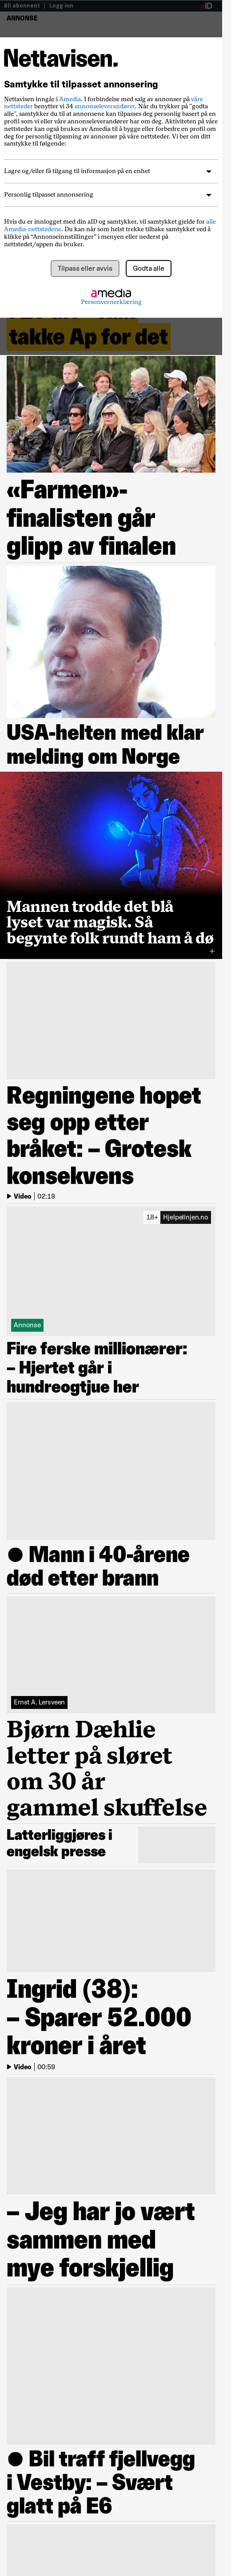 Bli abonnent | Logg inn
aID
ANNONSE
Nettavisen.
Samtykke til tilpasset annonsering
Nettavisen inngår i Amedia. I forbindelse med salg av annonser på våre
nettsteder benytter vi 34 annonseleverandører. Når du trykker på "godta
alle", samtykker du til at annonsene kan tilpasses deg personlig basert på en
profil som vi eller våre annonseleverandører har om deg. Aktiviteten på våre
nettsteder kan også brukes av Amedia til å bygge eller forbedre en profil om
deg for personlig tilpasning av annonser på våre nettsteder. Vi ber om ditt
samtykke til følgende:
Lagre og/eller få tilgang til informasjon på en enhet
Personlig tilpasset annonsering
Hvis du er innlogget med din aID og samtykker, vil samtykket gjelde for alle
Amedia-nettstedene. Du kan når som helst trekke tilbake samtykket ved å
klikke på "Annonseinnstillinger" i menyen eller nederst på
nettstedet/appen du bruker.
Tilpass eller avvis
Godta alle
amedia
Personvernerklæring
takke Ap for det
«Farmen»-
finalisten går
glipp av finalen
USA-helten med klar
melding om Norge
Mannen trodde det blå
lyset var magisk. Så
begynte folk rundt ham å dø
+
Regningene hopet
seg opp etter
bråket: – Grotesk
konsekvens
Video | 02:19
18+ Hjelpelinjen.no
Annonse
Fire ferske millionærer:
– Hjertet går i
hundreogtjue her
● Mann i 40-årene
død etter brann
Ernst A. Lersveen
Bjørn Dæhlie
letter på sløret
om 30 år
gammel skuffelse
Latterliggjøres i
engelsk presse
Ingrid (38):
– Sparer 52.000
kroner i året
Video | 00:59
– Jeg har jo vært
sammen med
mye forskjellig
● Bil traff fjellvegg
i Vestby: – Svært
glatt på E6